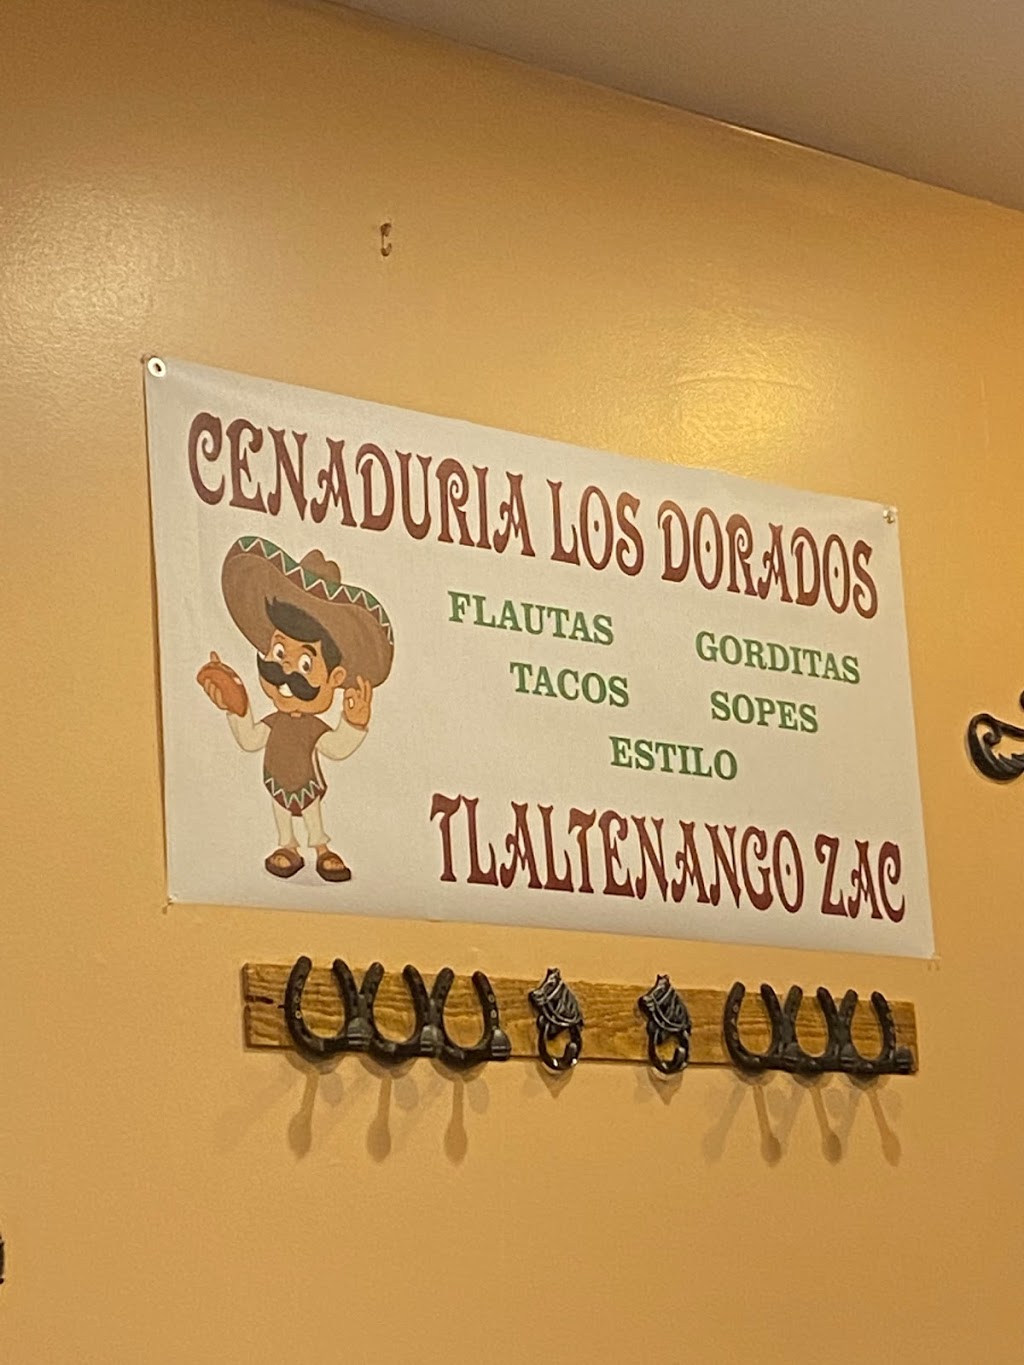 CENADURIA LOS DORADOS
FLAUTAS GORDITAS
TACOS SOPES
ESTILO
TLALTENANGO ZAC